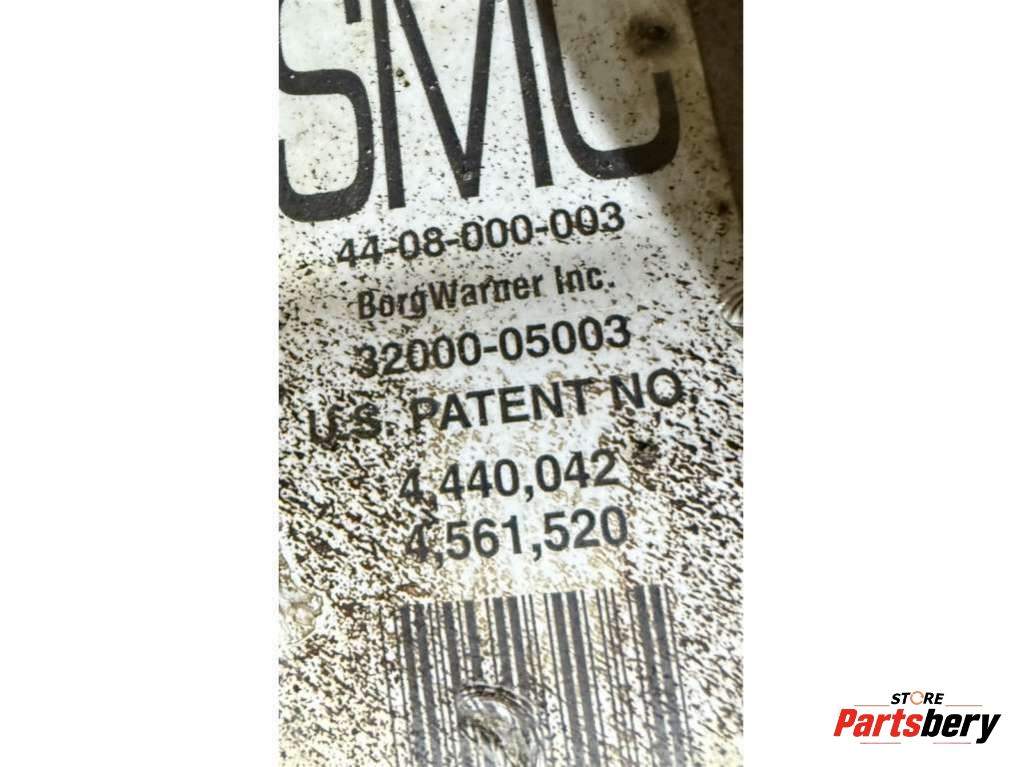 SMC
44-08-000-003
BorgWarner Inc.
32000-05003
U.S. PATENT NO.
4,440,042
4,561,520
STORE
Partsbery